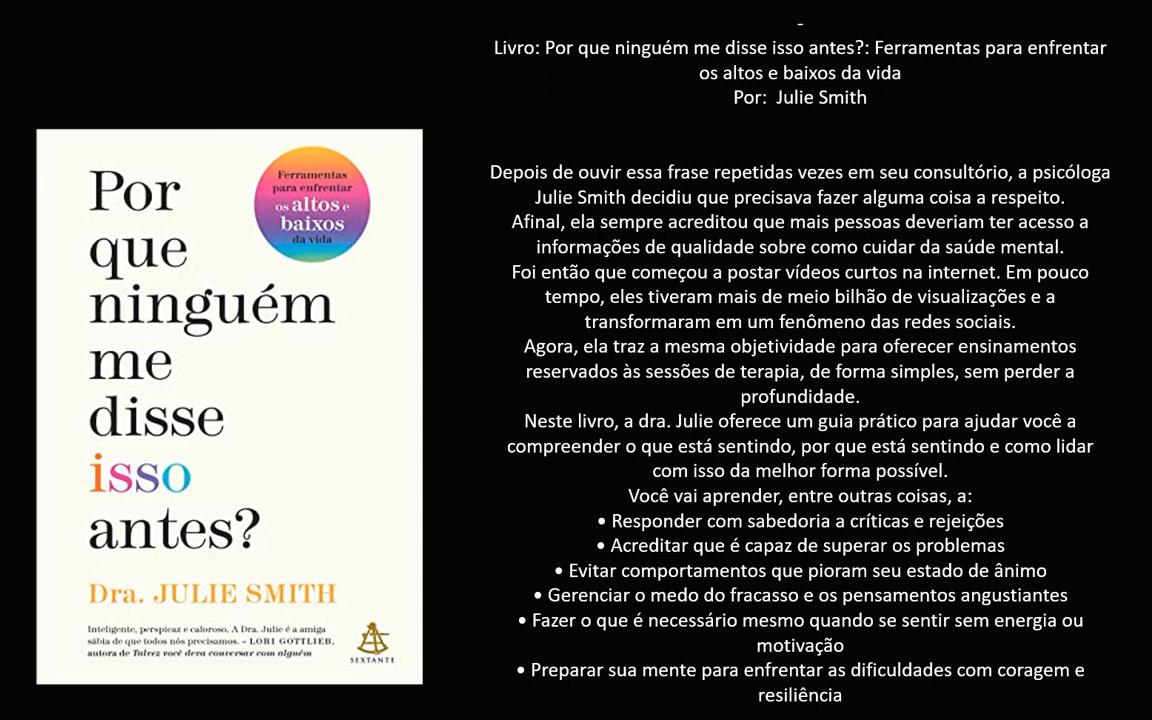 -
Livro: Por que ninguém me disse isso antes?: Ferramentas para enfrentar
os altos e baixos da vida
Por: Julie Smith
Por
que
ninguém
me
disse
isso
antes?
Ferramentas
para enfrentar
os altos e
baixos
da vida
Dra. JULIE SMITH
Inteligente, perspicaz e caloroso. A Dra. Julie é a amiga
sábia de que todos nós precisamos. – LORI GOTTLIEB,
autora de Talvez você deva conversar com alguém
SEXTANTE
Depois de ouvir essa frase repetidas vezes em seu consultório, a psicóloga
Julie Smith decidiu que precisava fazer alguma coisa a respeito.
Afinal, ela sempre acreditou que mais pessoas deveriam ter acesso a
informações de qualidade sobre como cuidar da saúde mental.
Foi então que começou a postar vídeos curtos na internet. Em pouco
tempo, eles tiveram mais de meio bilhão de visualizações e a
transformaram em um fenômeno das redes sociais.
Agora, ela traz a mesma objetividade para oferecer ensinamentos
reservados às sessões de terapia, de forma simples, sem perder a
profundidade.
Neste livro, a dra. Julie oferece um guia prático para ajudar você a
compreender o que está sentindo, por que está sentindo e como lidar
com isso da melhor forma possível.
Você vai aprender, entre outras coisas, a:
• Responder com sabedoria a críticas e rejeições
• Acreditar que é capaz de superar os problemas
• Evitar comportamentos que pioram seu estado de ânimo
• Gerenciar o medo do fracasso e os pensamentos angustiantes
• Fazer o que é necessário mesmo quando se sentir sem energia ou
motivação
• Preparar sua mente para enfrentar as dificuldades com coragem e
resiliência